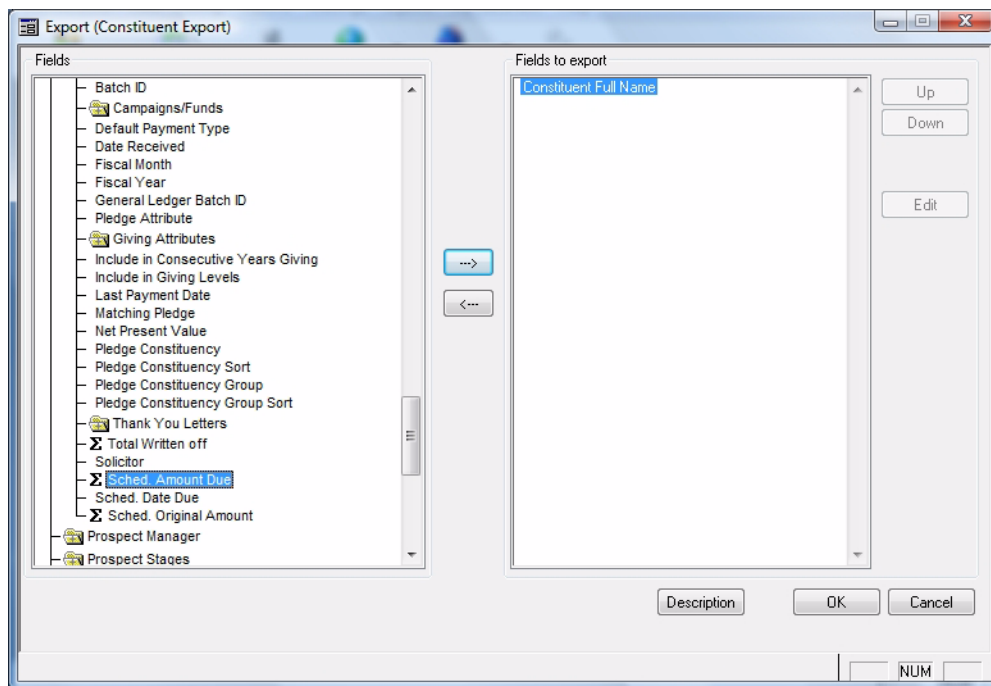 Export (Constituent Export)
Fields
Batch ID
Campaigns/Funds
Default Payment Type
Date Received
Fiscal Month
Fiscal Year
General Ledger Batch ID
Pledge Attribute
Giving Attributes
Include in Consecutive Years Giving
Include in Giving Levels
Last Payment Date
Matching Pledge
Net Present Value
Pledge Constituency
Pledge Constituency Sort
Pledge Constituency Group
Pledge Constituency Group Sort
Thank You Letters
Σ Total Written off
Solicitor
Σ Sched. Amount Due
Sched. Date Due
Σ Sched. Original Amount
Prospect Manager
Prospect Stages
--->
<---
Fields to export
Constituent Full Name
Up
Down
Edit
Description
OK
Cancel
NUM